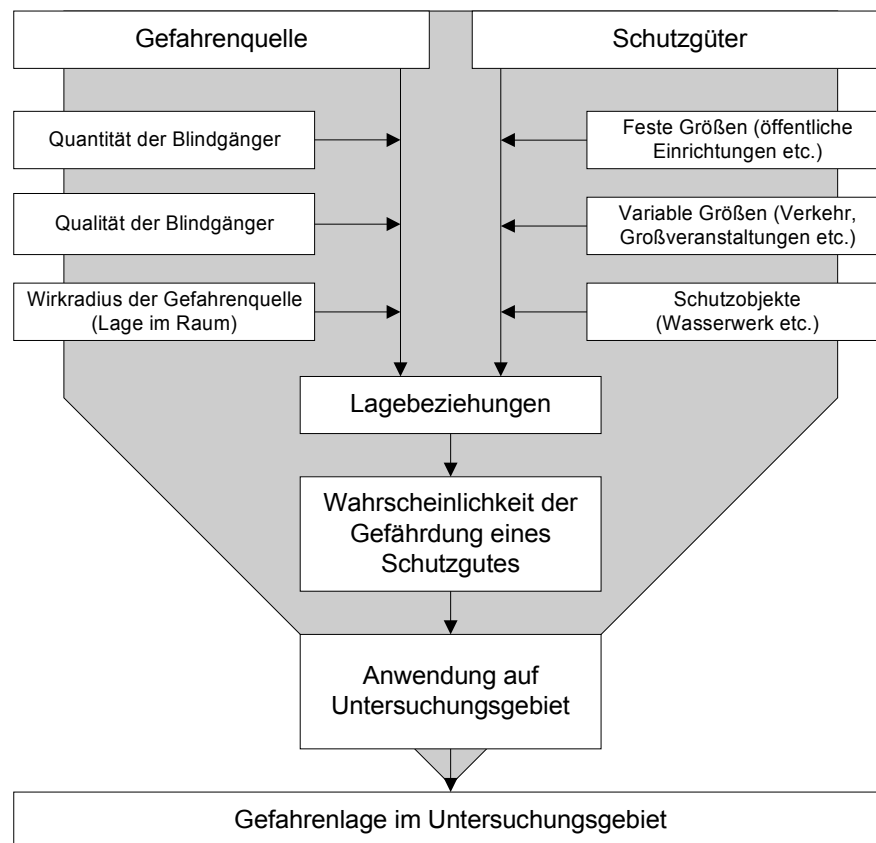 Gefahrenquelle
Schutzgüter
Quantität der Blindgänger
Feste Größen (öffentliche
Einrichtungen etc.)
Qualität der Blindgänger
Variable Größen (Verkehr,
Großveranstaltungen etc.)
Wirkradius der Gefahrenquelle
(Lage im Raum)
Schutzobjekte
(Wasserwerk etc.)
Lagebeziehungen
Wahrscheinlichkeit der
Gefährdung eines
Schutzgutes
Anwendung auf
Untersuchungsgebiet
Gefahrenlage im Untersuchungsgebiet